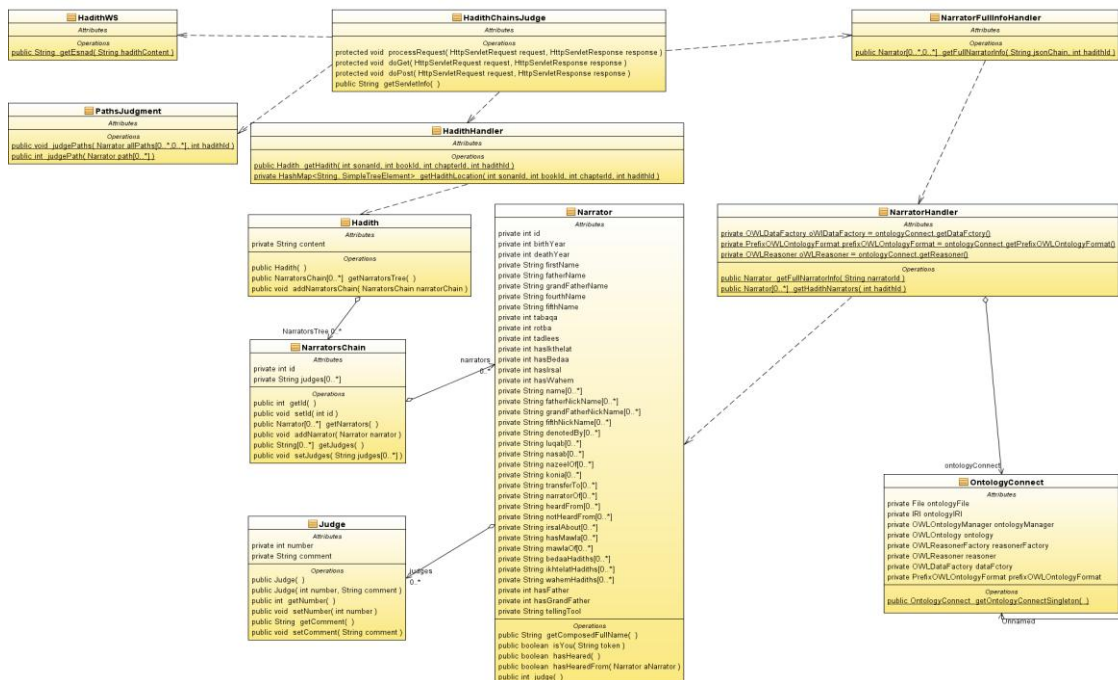 HadithWS
Attributes
Operations
public String getEsnad( String hadithContent )
HadithChainsJudge
Attributes
Operations
protected void processRequest( HttpServletRequest request, HttpServletResponse response )
protected void doGet( HttpServletRequest request, HttpServletResponse response )
protected void doPost( HttpServletRequest request, HttpServletResponse response )
public String getServletInfo( )
NarratorFullInfoHandler
Attributes
Operations
public Narrator[0..*,0..*] getFullNarratorInfo( String jsonChain, int hadithId )
PathsJudgment
Attributes
Operations
public void judgePaths( Narrator allPaths[0..*,0..*], int hadithId )
public int judgePath( Narrator path[0..*] )
HadithHandler
Attributes
Operations
public Hadith getHadith( int sonanId, int bookId, int chapterId, int hadithId )
private HashMap<String, SimpleTreeElement> getHadithLocation( int sonanId, int bookId, int chapterId, int hadithId )
Hadith
Attributes
private String content
Operations
public Hadith( )
public NarratorsChain[0..*] getNarratorsTree( )
public void addNarratorsChain( NarratorsChain narratorChain )
NarratorsTree 0..*
NarratorsChain
Attributes
private int id
private String judges[0..*]
Operations
public int getId( )
public void setId( int id )
public Narrator[0..*] getNarrators( )
public void addNarrator( Narrator narrator )
public String[0..*] getJudges( )
public void setJudges( String judges[0..*] )
narrators
0..*
Judge
Attributes
private int number
private String comment
Operations
public Judge( )
public Judge( int number, String comment )
public int getNumber( )
public void setNumber( int number )
public String getComment( )
public void setComment( String comment )
judges
0..*
Narrator
Attributes
private int id
private int birthYear
private int deathYear
private String firstName
private String fatherName
private String grandFatherName
private String fourthName
private String fifthName
private int tabaqa
private int rotba
private int tadlees
private int hasIkthelat
private int hasBedaa
private int hasIrsal
private int hasWahem
private String name[0..*]
private String fatherNickName[0..*]
private String grandFatherNickName[0..*]
private String fifthNickName[0..*]
private String denotedBy[0..*]
private String luqab[0..*]
private String nasab[0..*]
private String nazeelOf[0..*]
private String konia[0..*]
private String transferTo[0..*]
private String narratorOf[0..*]
private String heardFrom[0..*]
private String notHeardFrom[0..*]
private String irsalAbout[0..*]
private String hasMawla[0..*]
private String mawlaOf[0..*]
private String bedaaHadiths[0..*]
private String ikhtelatHadiths[0..*]
private String wahemHadiths[0..*]
private int hasFather
private int hasGrandFather
private String tellingTool
Operations
public String getComposedFullName( )
public boolean isYou( String token )
public boolean hasHeared( )
public boolean hasHearedFrom( Narrator aNarrator )
public int judge( )
NarratorHandler
Attributes
private OWLDataFactory oWlDataFactory = ontologyConnect.getDataFctory()
private PrefixOWLOntologyFormat prefixOWLOntologyFormat = ontologyConnect.getPrefixOWLOntologyFormat()
private OWLReasoner oWLReasoner = ontologyConnect.getReasoner()
Operations
public Narrator getFullNarratorInfo( String narratorId )
public Narrator[0..*] getHadithNarrators( int hadithId )
ontologyConnect
OntologyConnect
Attributes
private File ontologyFile
private IRI ontologyIRI
private OWLOntologyManager ontologyManager
private OWLOntology ontology
private OWLReasonerFactory reasonerFactory
private OWLReasoner reasoner
private OWLDataFactory dataFctory
private PrefixOWLOntologyFormat prefixOWLOntologyFormat
Operations
public OntologyConnect getOntologyConnectSingleton( )
Unnamed